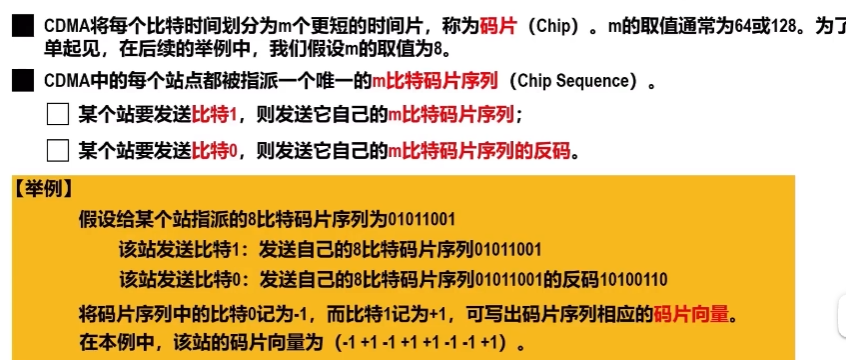 CDMA将每个比特时间划分为m个更短的时间片，称为码片（Chip）。m的取值通常为64或128。为了
单起见，在后续的举例中，我们假设m的取值为8。
CDMA中的每个站点都被指派一个唯一的m比特码片序列（Chip Sequence）。
某个站要发送比特1，则发送它自己的m比特码片序列；
某个站要发送比特0，则发送它自己的m比特码片序列的反码。
【举例】
假设给某个站指派的8比特码片序列为01011001
该站发送比特1：发送自己的8比特码片序列01011001
该站发送比特0：发送自己的8比特码片序列01011001的反码10100110
将码片序列中的比特0记为-1，而比特1记为+1，可写出码片序列相应的码片向量。
在本例中，该站的码片向量为（-1 +1 -1 +1 +1 -1 -1 +1）。